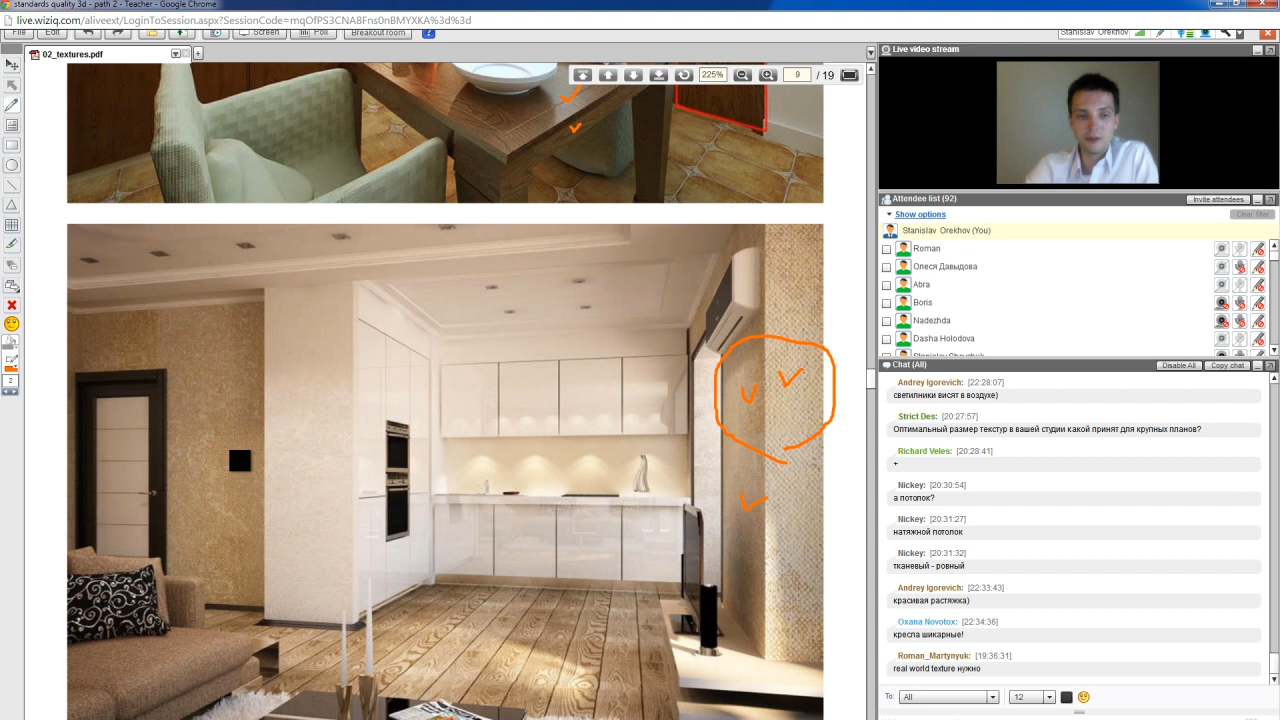 standards quality 3d - path 2 - Teacher - Google Chrome
live.wiziq.com/aliveext/LoginToSession.aspx?SessionCode=mqOfPS3CNA8Fns0nBMYXKA%3d%3d
File Edit Screen Poll Breakout room ? Stanislav Orekhov
02_textures.pdf
225% 9 / 19
2
Live video stream
Attendee list (92)
Invite attendees
Show options
Clear filter
Stanislav Orekhov (You)
Roman
Олеся Давыдова
Abra
Boris
Nadezhda
Dasha Holodova
Chat (All)
Disable All
Copy chat
Andrey Igorevich: [22:28:07]
светилники висят в воздухе)
Strict Des: [20:27:57]
Оптимальный размер текстур в вашей студии какой принят для крупных планов?
Richard Veles: [20:28:41]
+
Nickey: [20:30:54]
а потолок?
Nickey: [20:31:27]
натяжной потолок
Nickey: [20:31:32]
тканевый - ровный
Andrey Igorevich: [22:33:43]
красивая растяжка)
Oxana Novotox: [22:34:36]
кресла шикарные!
Roman_Martynyuk: [19:36:31]
real world texture нужно
To: All 12